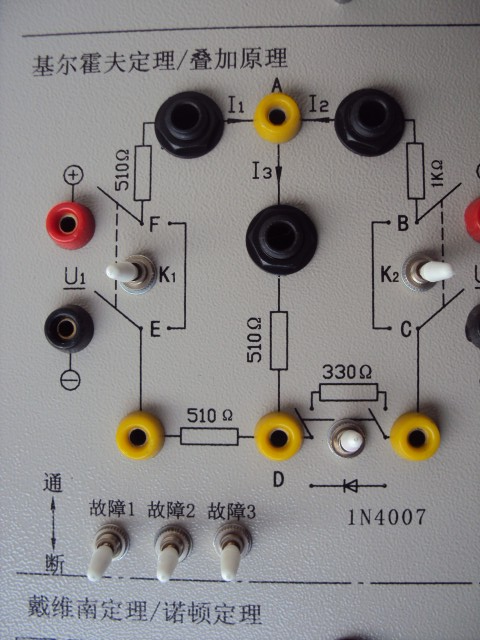 基尔霍夫定理/叠加原理
A
I1 I2
510Ω
I3
1KΩ
+
F
B
U1
K1
K2
U
E
C
510Ω
330Ω
-
510Ω
D
通
故障1 故障2 故障3
1N4007
断
戴维南定理/诺顿定理